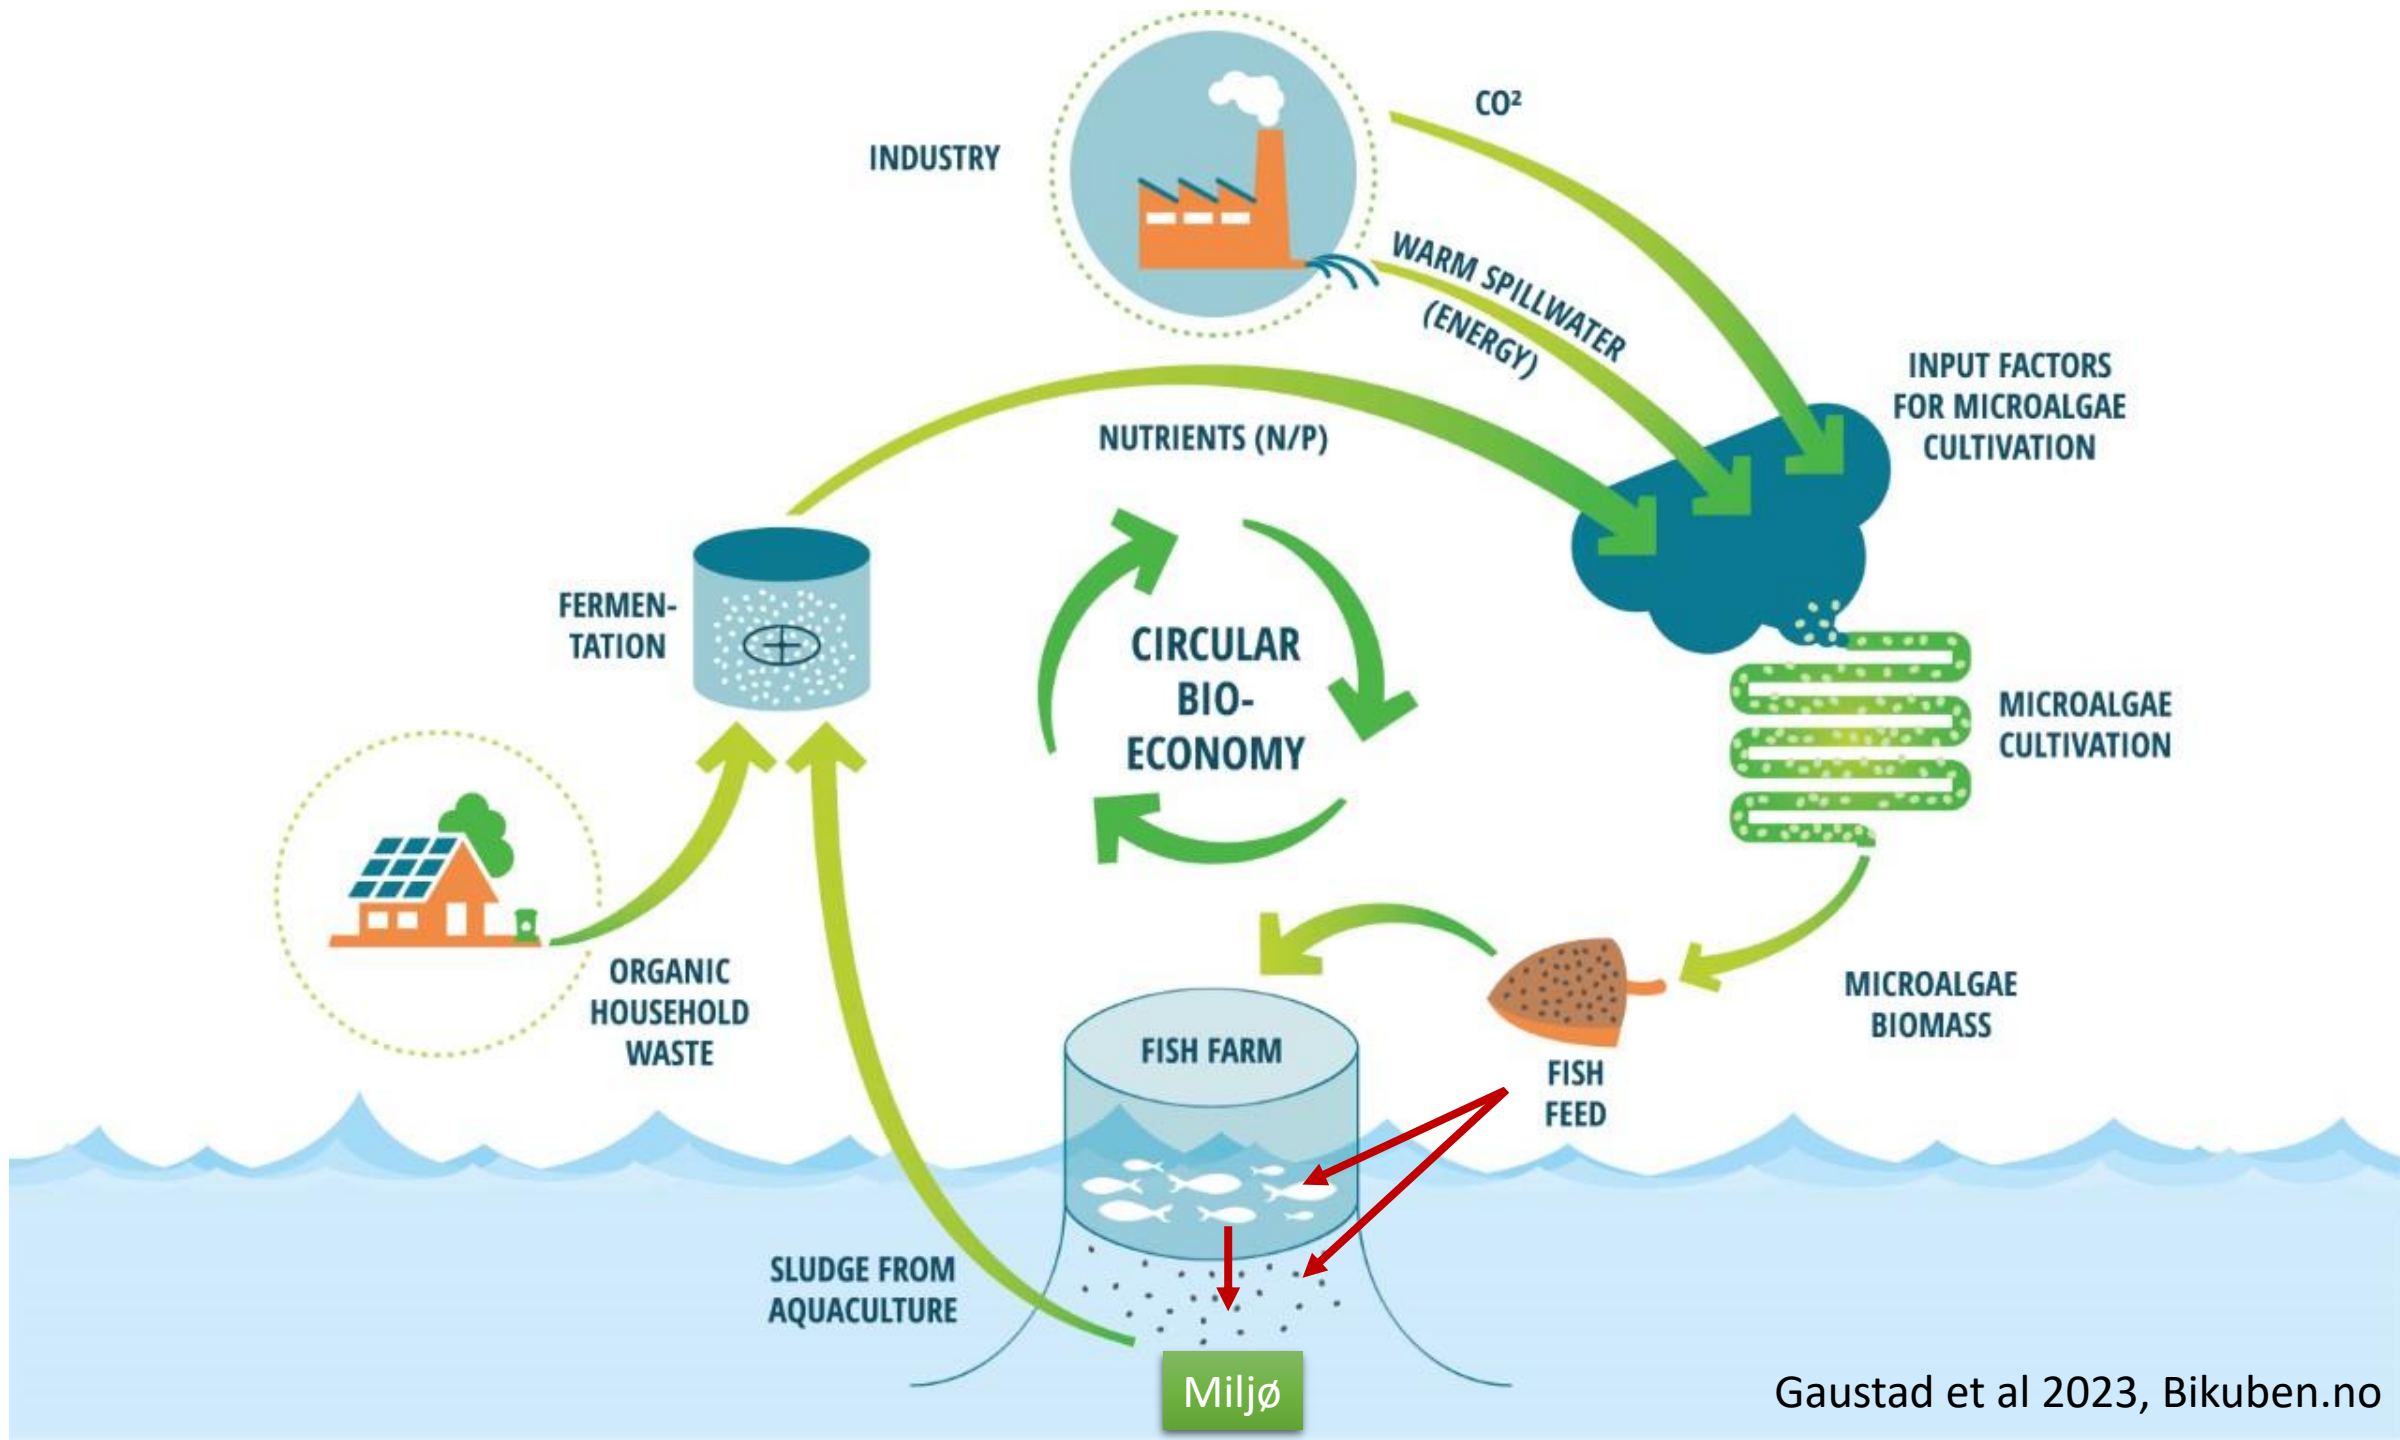 CO²
INDUSTRY
WARM SPILLWATER
(ENERGY)
INPUT FACTORS
FOR MICROALGAE
CULTIVATION
NUTRIENTS (N/P)
FERMEN-
TATION
CIRCULAR
BIO-
ECONOMY
MICROALGAE
CULTIVATION
ORGANIC
HOUSEHOLD
WASTE
MICROALGAE
BIOMASS
FISH FARM
FISH
FEED
SLUDGE FROM
AQUACULTURE
Miljø
Gaustad et al 2023, Bikuben.no